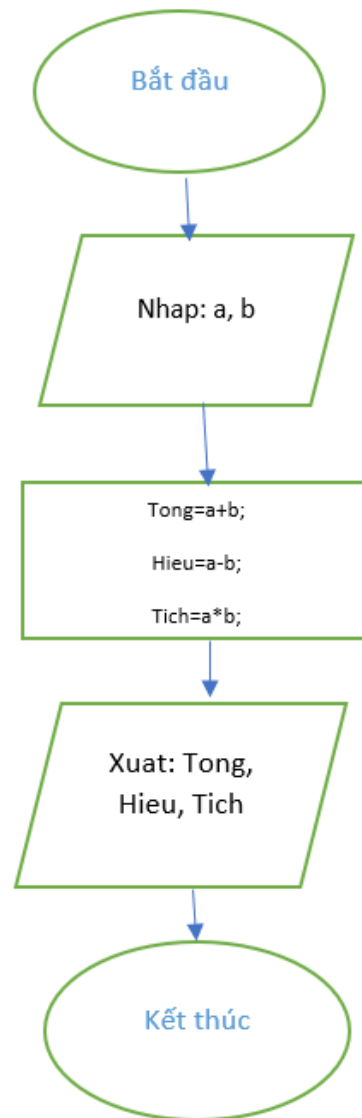 Bắt đầu
Nhap: a, b
Tong=a+b;
Hieu=a-b;
Tich=a*b;
Xuat: Tong,
Hieu, Tich
Kết thúc